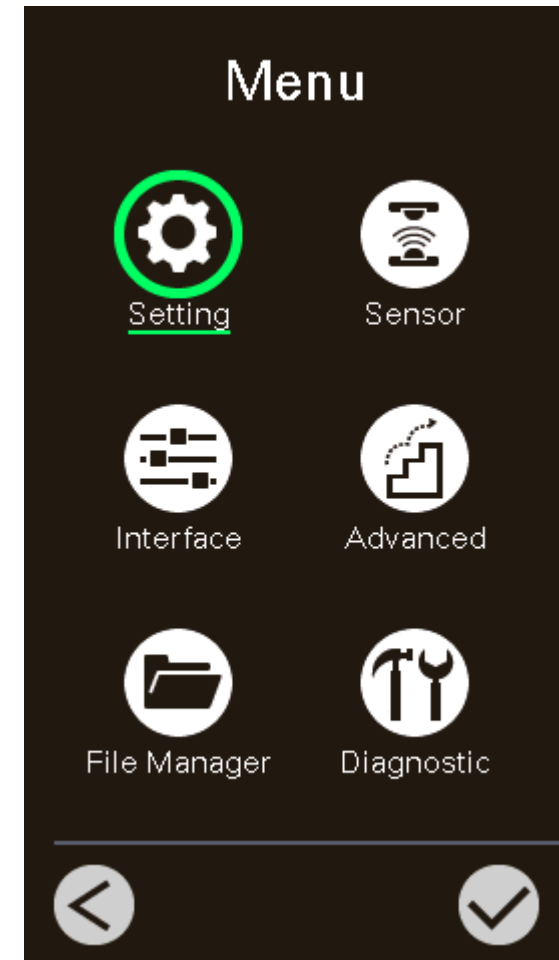 Menu
Setting
Sensor
Interface
Advanced
File Manager
Diagnostic